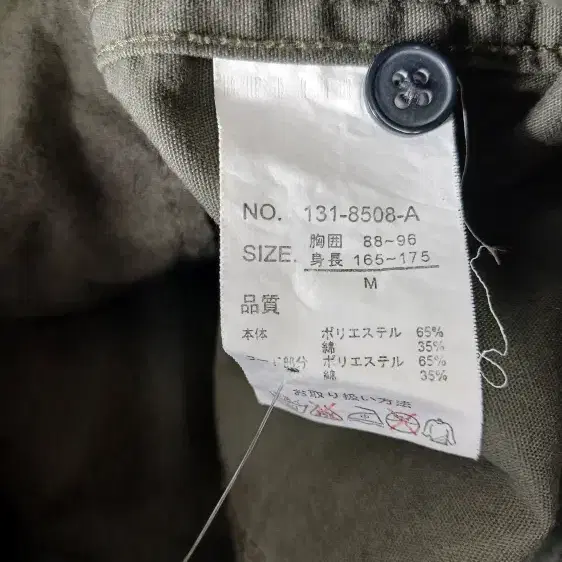 NO. 131-8508-A
SIZE. 胸囲 88~96
身長 165~175
M
品質
本体 ポリエステル 65%
綿 35%
部分 ポリエステル 65%
綿 35%
お取り扱い方法